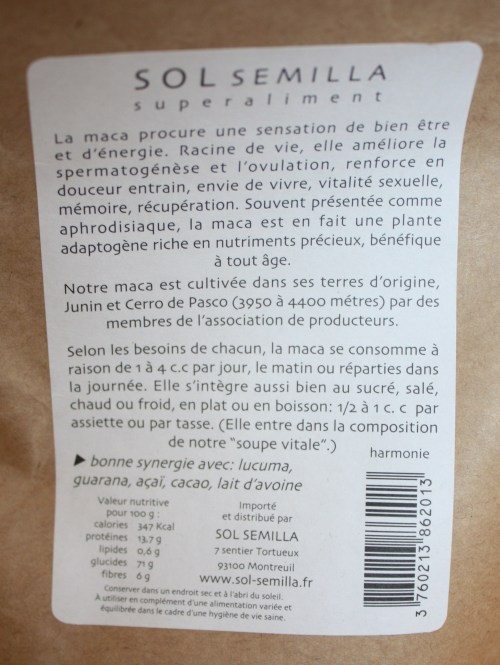 SOL SEMILLA
superaliment
La maca procure une sensation de bien être
et d'énergie. Racine de vie, elle améliore la
spermatogénèse et l'ovulation, renforce en
douceur entrain, envie de vivre, vitalité sexuelle,
mémoire, récupération. Souvent présentée comme
aphrodisiaque, la maca est en fait une plante
adaptogène riche en nutriments précieux, bénéfique
à tout âge.
Notre maca est cultivée dans ses terres d'origine,
Junin et Cerro de Pasco (3950 à 4400 métres) par des
membres de l'association de producteurs.
Selon les besoins de chacun, la maca se consomme à
raison de 1 à 4 c.c par jour, le matin ou réparties dans
la journée. Elle s'intègre aussi bien au sucré, salé,
chaud ou froid, en plat ou en boisson: 1/2 à 1 c. c par
assiette ou par tasse. (Elle entre dans la composition
de notre "soupe vitale".)
harmonie
▶ bonne synergie avec: lucuma,
guarana, açaï, cacao, lait d'avoine
Valeur nutritive
pour 100 g :
calories 347 Kcal
protéines 13,7g
lipides 0,6 g
glucides 71 g
fibres 6 g
Importé
et distribué par
SOL SEMILLA
7 sentier Tortueux
93100 Montreuil
www.sol-semilla.fr
Conserver dans un endroit sec et à l'abri du soleil.
A utiliser en complément d'une alimentation variée et
équilibrée dans le cadre d'une hygiène de vie saine.
3 760213 862013